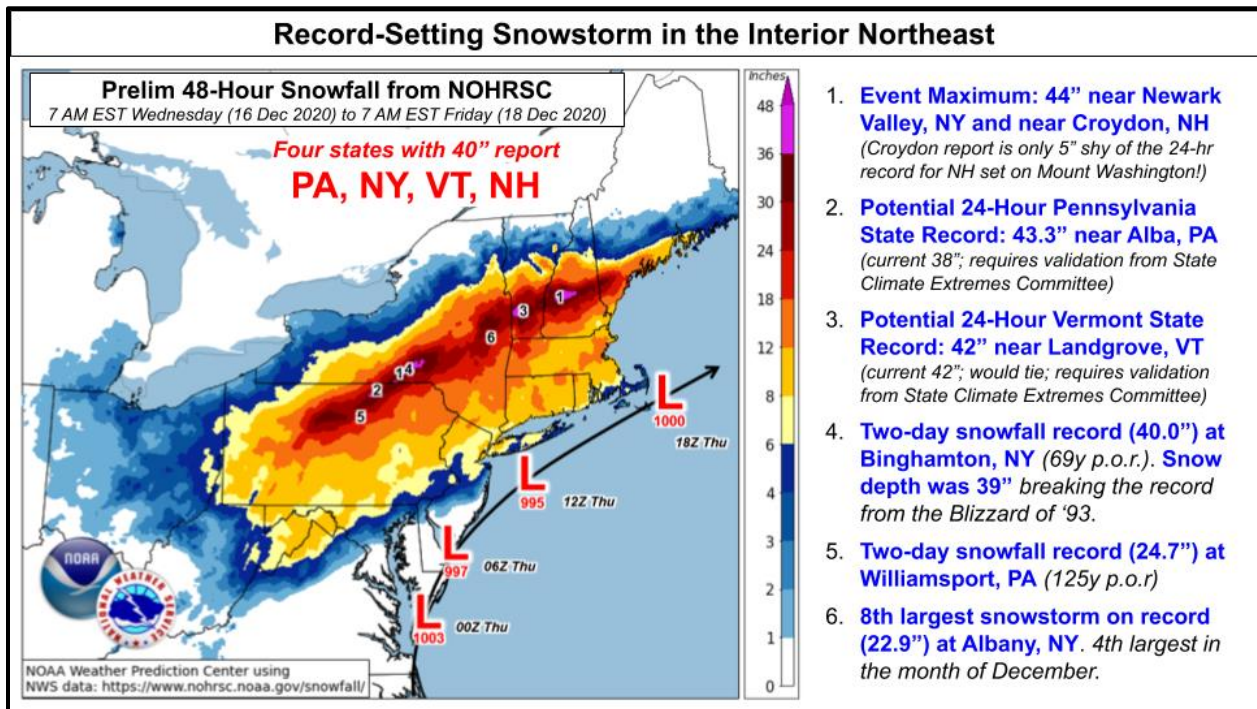 Record-Setting Snowstorm in the Interior Northeast
Prelim 48-Hour Snowfall from NOHRSC
7 AM EST Wednesday (16 Dec 2020) to 7 AM EST Friday (18 Dec 2020)
Four states with 40” report
PA, NY, VT, NH
1
3
6
1
4
2
5
L
1000
18Z Thu
L
995
12Z Thu
L
997
06Z Thu
L
1003
00Z Thu
NOAA
NATIONAL WEATHER SERVICE
NOAA Weather Prediction Center using
NWS data: https://www.nohrsc.noaa.gov/snowfall/
Inches
48
36
30
24
18
12
8
6
4
3
2
1
0
1. Event Maximum: 44” near Newark
Valley, NY and near Croydon, NH
(Croydon report is only 5” shy of the 24-hr
record for NH set on Mount Washington!)
2. Potential 24-Hour Pennsylvania
State Record: 43.3” near Alba, PA
(current 38”; requires validation from State
Climate Extremes Committee)
3. Potential 24-Hour Vermont State
Record: 42” near Landgrove, VT
(current 42”; would tie; requires validation
from State Climate Extremes Committee)
4. Two-day snowfall record (40.0”) at
Binghamton, NY (69y p.o.r.). Snow
depth was 39” breaking the record
from the Blizzard of ‘93.
5. Two-day snowfall record (24.7”) at
Williamsport, PA (125y p.o.r)
6. 8th largest snowstorm on record
(22.9”) at Albany, NY. 4th largest in
the month of December.